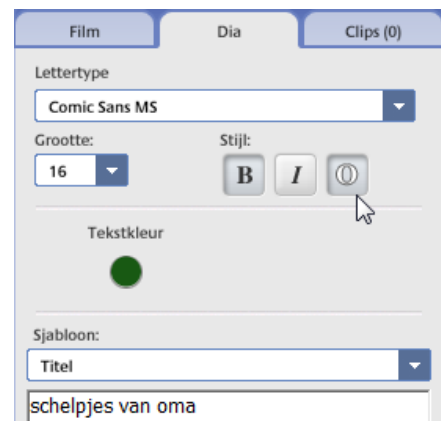 Film Dia Clips (0)
Lettertype
Comic Sans MS
Grootte: Stijl:
16 B I O
Tekstkleur
Sjabloon:
Titel
schelpjes van oma